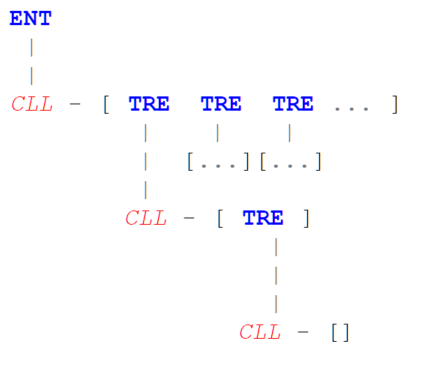 ENT
|
|
CLL - [ TRE TRE TRE ... ]
| | |
| [...][...]
|
CLL - [ TRE ]
|
|
|
CLL - []